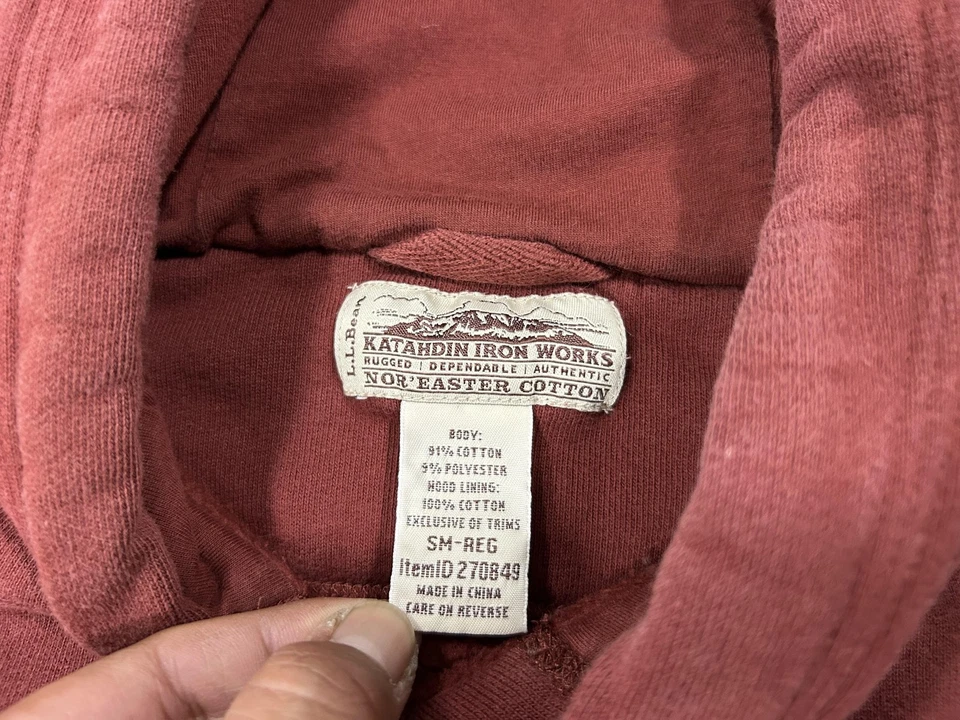 L.L.Bean
KATAHDIN IRON WORKS
RUGGED | DEPENDABLE | AUTHENTIC
NOR'EASTER COTTON
BODY:
91% COTTON
9% POLYESTER
HOOD LINING:
100% COTTON
EXCLUSIVE OF TRIMS
SM-REG
ItemID 270849
MADE IN CHINA
CARE ON REVERSE